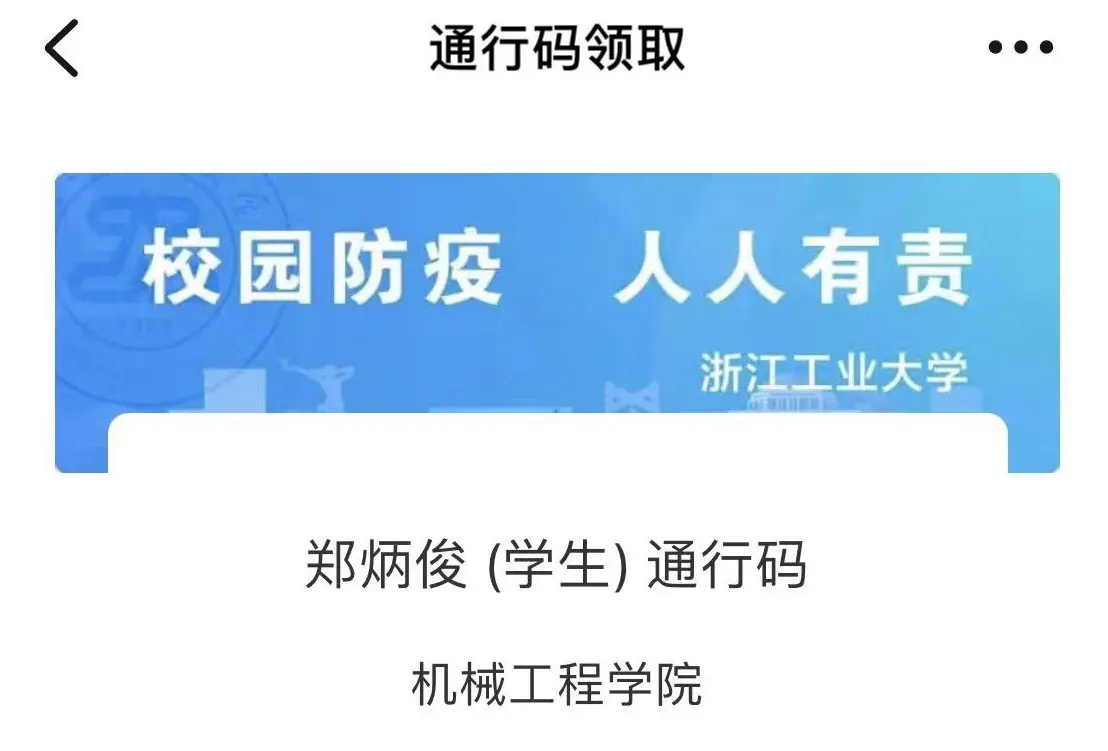 通行码领取
校园防疫 人人有责
浙江工业大学
郑炳俊 (学生) 通行码
机械工程学院